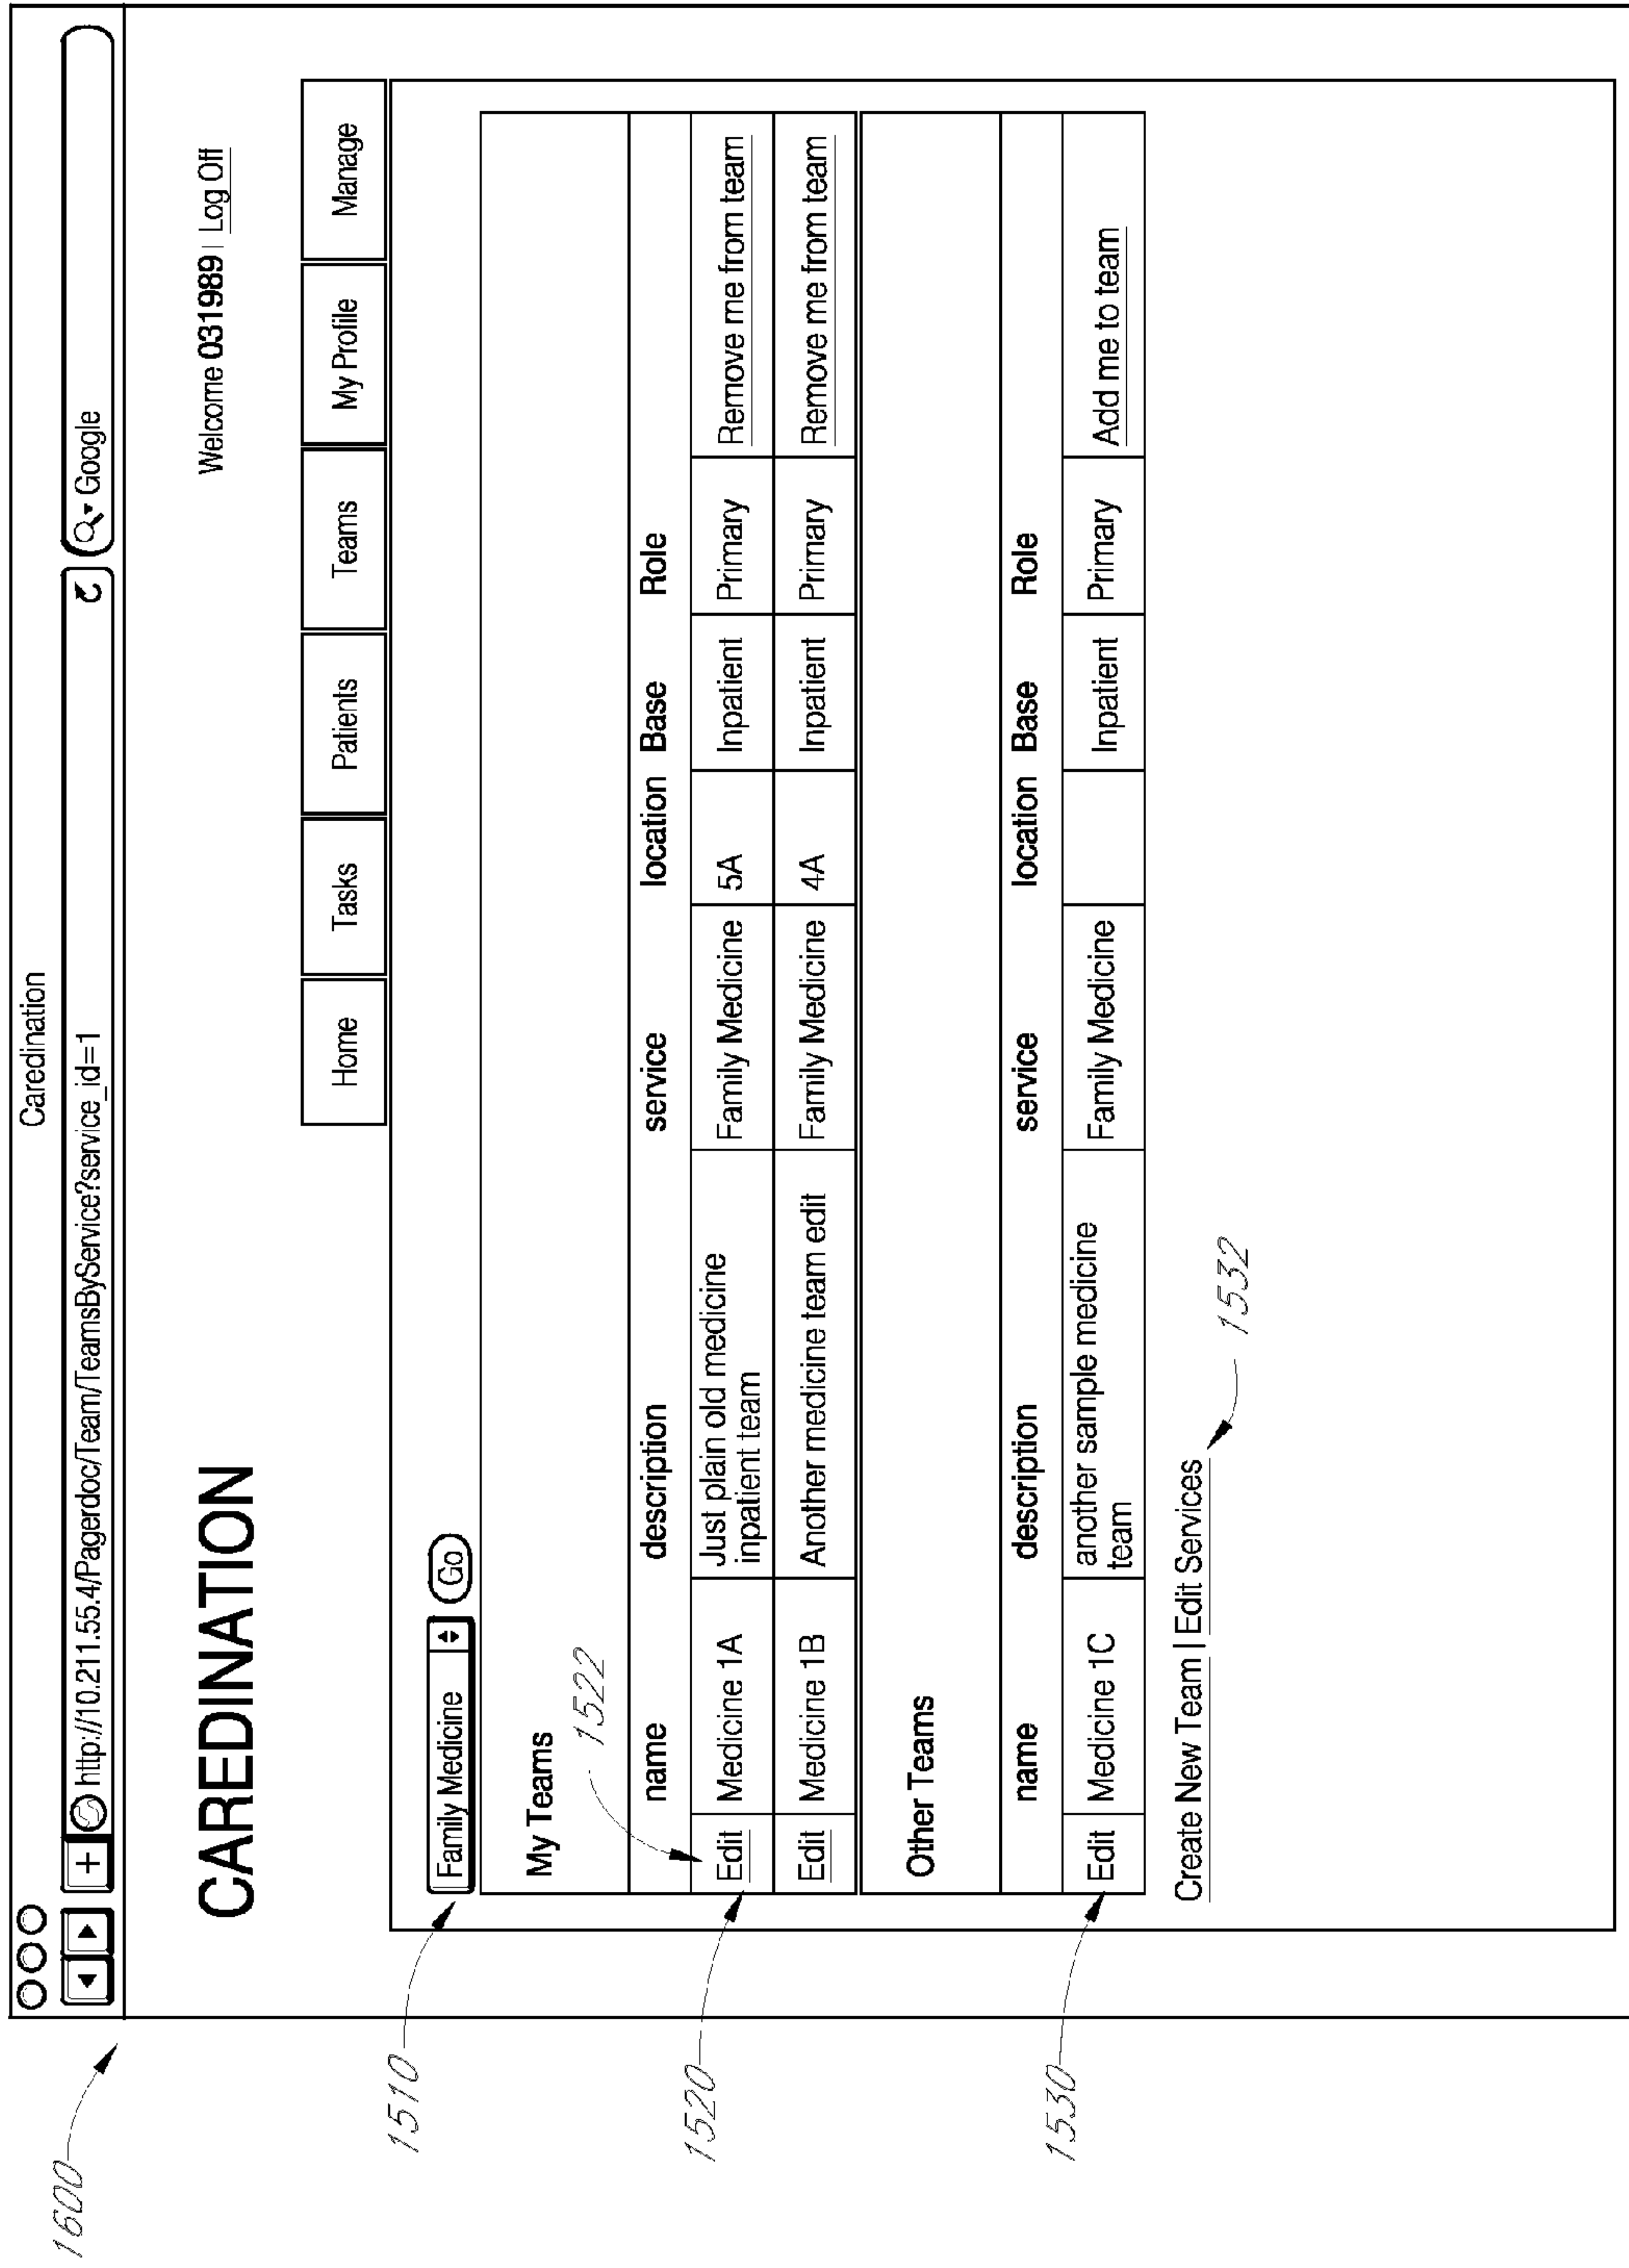 Caredination
http://10.211.55.4/Pagerdoc/Team/TeamsByService?service_id=1
Google
1600
CAREDINATION
Welcome 031989 | Log Off
Home Tasks Patients Teams My Profile Manage
1510
Family Medicine Go
My Teams
1522
name description service location Base Role
1520
Edit Medicine 1A Just plain old medicine inpatient team Family Medicine 5A Inpatient Primary Remove me from team
Edit Medicine 1B Another medicine team edit Family Medicine 4A Inpatient Primary Remove me from team
Other Teams
name description service location Base Role
1530
Edit Medicine 1C another sample medicine team Family Medicine Inpatient Primary Add me to team
Create New Team | Edit Services
1532